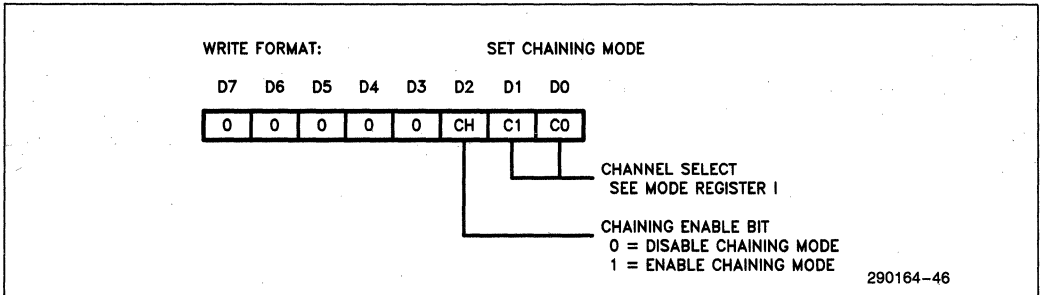 WRITE FORMAT: SET CHAINING MODE
D7 D6 D5 D4 D3 D2 D1 D0
0 0 0 0 0 CH C1 C0
CHANNEL SELECT
SEE MODE REGISTER I
CHAINING ENABLE BIT
0 = DISABLE CHAINING MODE
1 = ENABLE CHAINING MODE
290164-46